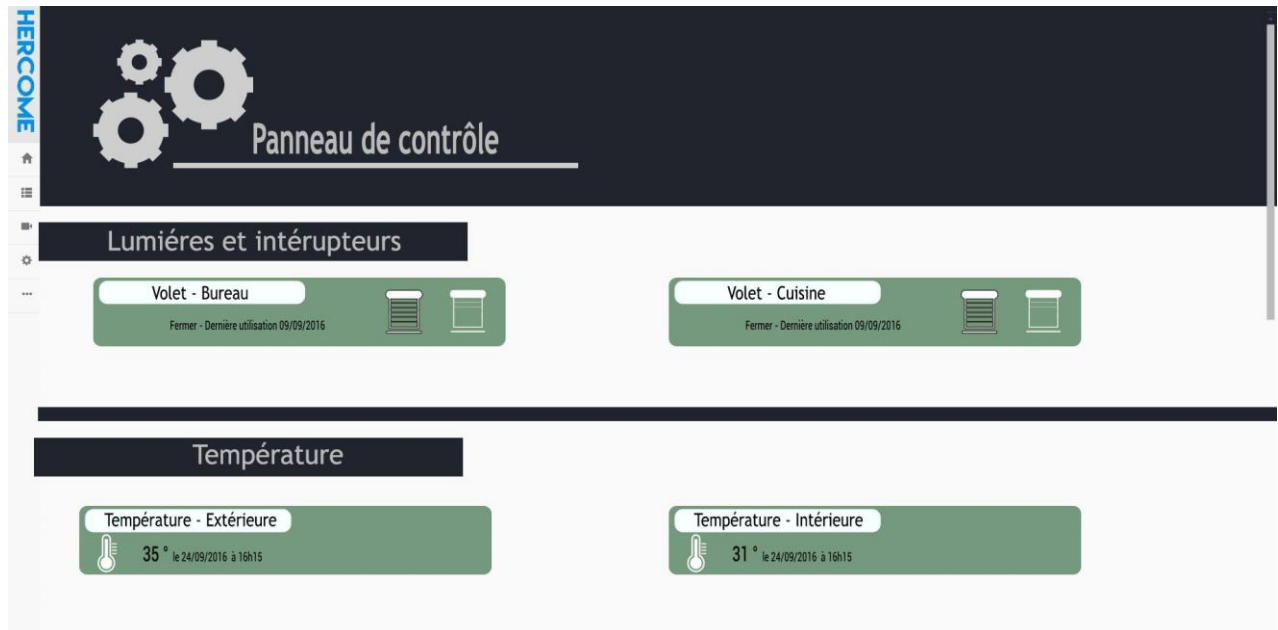 HERCOME
Panneau de contrôle
Lumiéres et intérupteurs
Volet - Bureau
Fermer - Dernière utilisation 09/09/2016
Volet - Cuisine
Fermer - Dernière utilisation 09/09/2016
Température
Température - Extérieure
35 ° le 24/09/2016 à 16h15
Température - Intérieure
31 ° le 24/09/2016 à 16h15